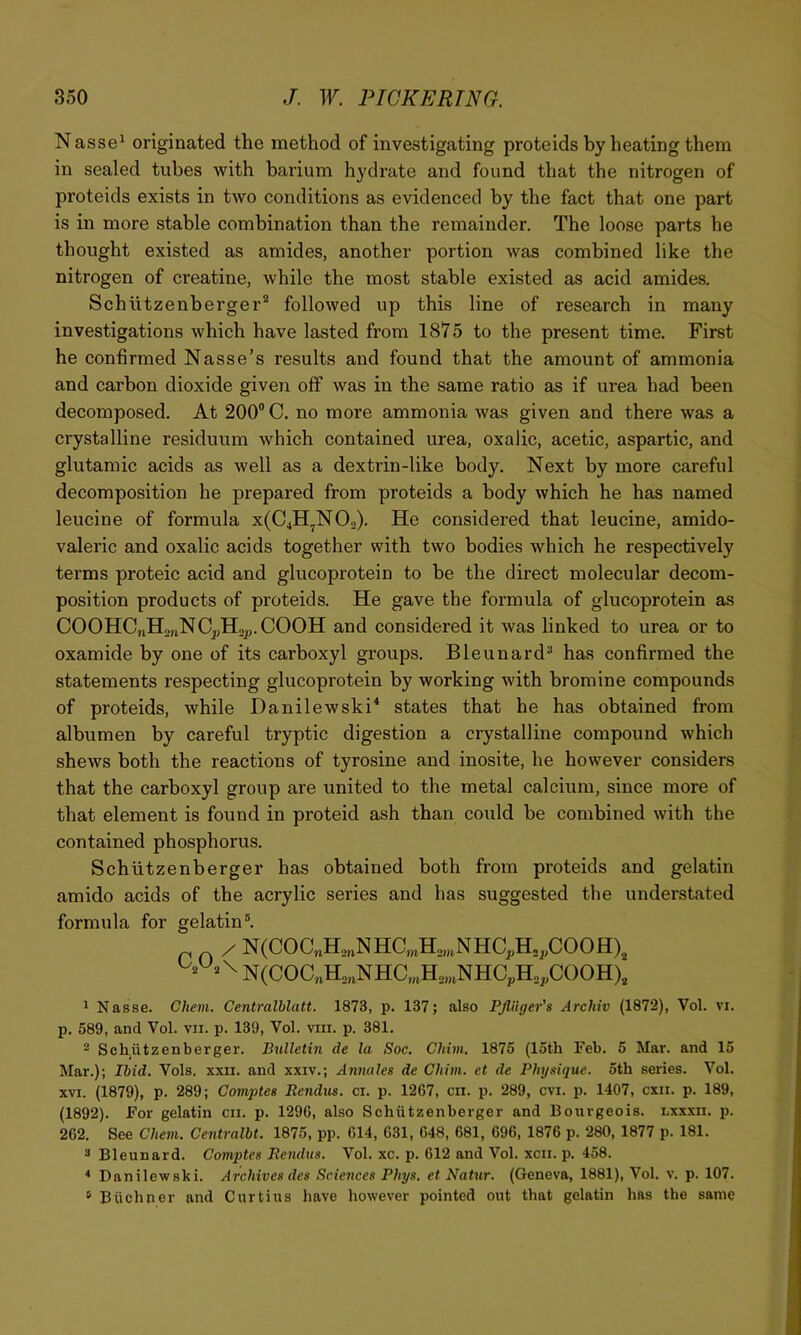 350 J. W. PICKERING.
Nasse¹ originated the method of investigating proteids by heating them
in sealed tubes with barium hydrate and found that the nitrogen of
proteids exists in two conditions as evidenced by the fact that one part
is in more stable combination than the remainder. The loose parts he
thought existed as amides, another portion was combined like the
nitrogen of creatine, while the most stable existed as acid amides.
Schützenberger² followed up this line of research in many
investigations which have lasted from 1875 to the present time. First
he confirmed Nasse's results and found that the amount of ammonia
and carbon dioxide given off was in the same ratio as if urea had been
decomposed. At 200⁰ C. no more ammonia was given and there was a
crystalline residuum which contained urea, oxalic, acetic, aspartic, and
glutamic acids as well as a dextrin-like body. Next by more careful
decomposition he prepared from proteids a body which he has named
leucine of formula x(C₄H₇NO₂). He considered that leucine, amido-
valeric and oxalic acids together with two bodies which he respectively
terms proteic acid and glucoprotein to be the direct molecular decom-
position products of proteids. He gave the formula of glucoprotein as
COOHCₙH₂ₙNCₚH₂ₚ.COOH and considered it was linked to urea or to
oxamide by one of its carboxyl groups. Bleunard³ has confirmed the
statements respecting glucoprotein by working with bromine compounds
of proteids, while Danilewski⁴ states that he has obtained from
albumen by careful tryptic digestion a crystalline compound which
shews both the reactions of tyrosine and inosite, he however considers
that the carboxyl group are united to the metal calcium, since more of
that element is found in proteid ash than could be combined with the
contained phosphorus.
Schützenberger has obtained both from proteids and gelatin
amido acids of the acrylic series and has suggested the understated
formula for gelatin⁵.
C₂O₂ / N(COCₙH₂ₙNHCₘH₂ₘNHCₚH₂ₚCOOH)₂
\ N(COCₙH₂ₙNHCₘH₂ₘNHCₚH₂ₚCOOH)₂
¹ Nasse. Chem. Centralblatt. 1873, p. 137; also Pflüger's Archiv (1872), Vol. VI.
p. 589, and Vol. VII. p. 139, Vol. VIII. p. 381.
² Schützenberger. Bulletin de la Soc. Chim. 1875 (15th Feb. 5 Mar. and 15
Mar.); Ibid. Vols. XXII. and XXIV.; Annales de Chim. et de Physique. 5th series. Vol.
XVI. (1879), p. 289; Comptes Rendus. CI. p. 1267, CII. p. 289, CVI. p. 1407, CXII. p. 189,
(1892). For gelatin CII. p. 1296, also Schützenberger and Bourgeois. LXXXII. p.
262. See Chem. Centralbt. 1875, pp. 614, 631, 648, 681, 696, 1876 p. 280, 1877 p. 181.
³ Bleunard. Comptes Rendus. Vol. XC. p. 612 and Vol. XCII. p. 458.
⁴ Danilewski. Archives des Sciences Phys. et Natur. (Geneva, 1881), Vol. V. p. 107.
⁵ Büchner and Curtius have however pointed out that gelatin has the same